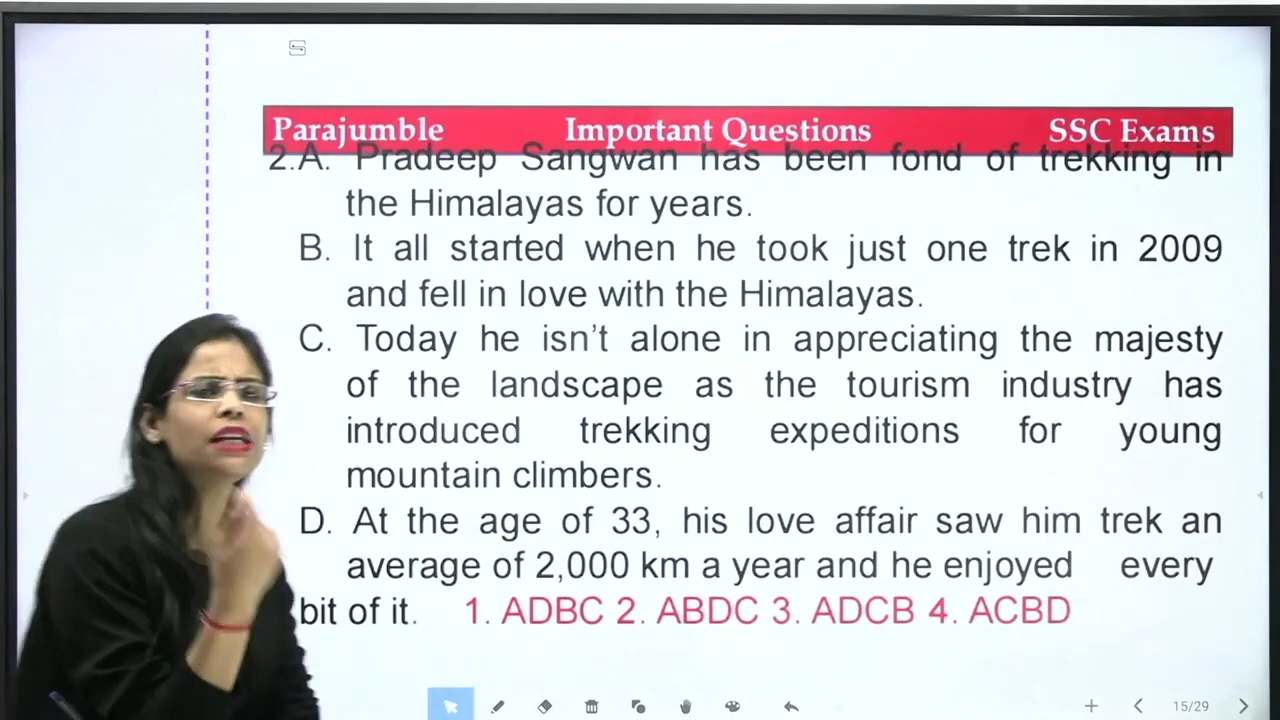 Parajumble Important Questions SSC Exams
2.A. Pradeep Sangwan has been fond of trekking in
the Himalayas for years.
B. It all started when he took just one trek in 2009
and fell in love with the Himalayas.
C. Today he isn't alone in appreciating the majesty
of the landscape as the tourism industry has
introduced trekking expeditions for young
mountain climbers.
D. At the age of 33, his love affair saw him trek an
average of 2,000 km a year and he enjoyed every
bit of it. 1. ADBC 2. ABDC 3. ADCB 4. ACBD
15/29